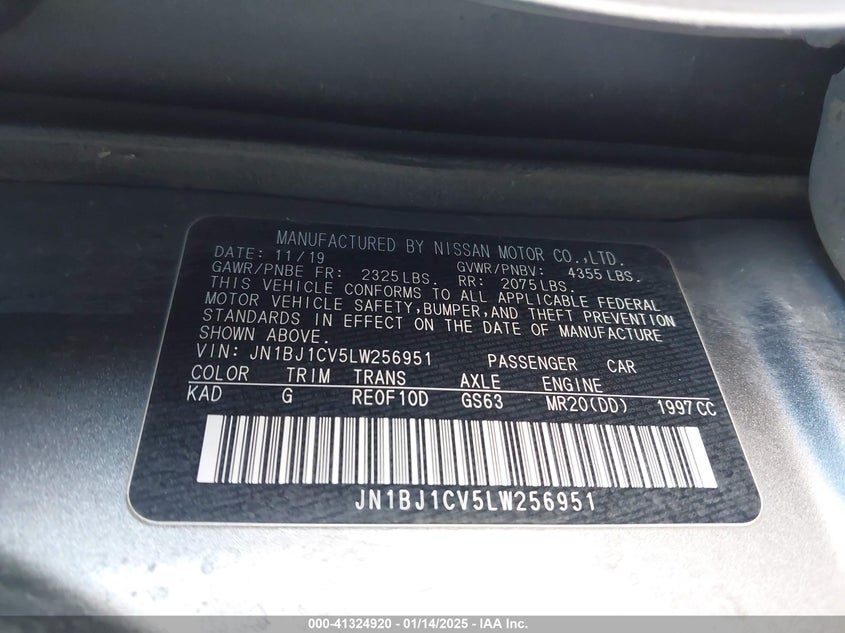 MANUFACTURED BY NISSAN MOTOR CO.,LTD.
DATE: 11/19 GVWR/PNBV: 4355 LBS.
GAWR/PNBE FR: 2325 LBS. RR: 2075 LBS.
THIS VEHICLE CONFORMS TO ALL APPLICABLE FEDERAL
MOTOR VEHICLE SAFETY,BUMPER,AND THEFT PREVENTION
STANDARDS IN EFFECT ON THE DATE OF MANUFACTURE
SHOWN ABOVE.
VIN: JN1BJ1CV5LW256951 PASSENGER CAR
COLOR TRIM TRANS AXLE ENGINE
KAD G RE0F10D GS63 MR20(DD) 1997CC
JN1BJ1CV5LW256951
000-41324920 - 01/14/2025 - IAA Inc.